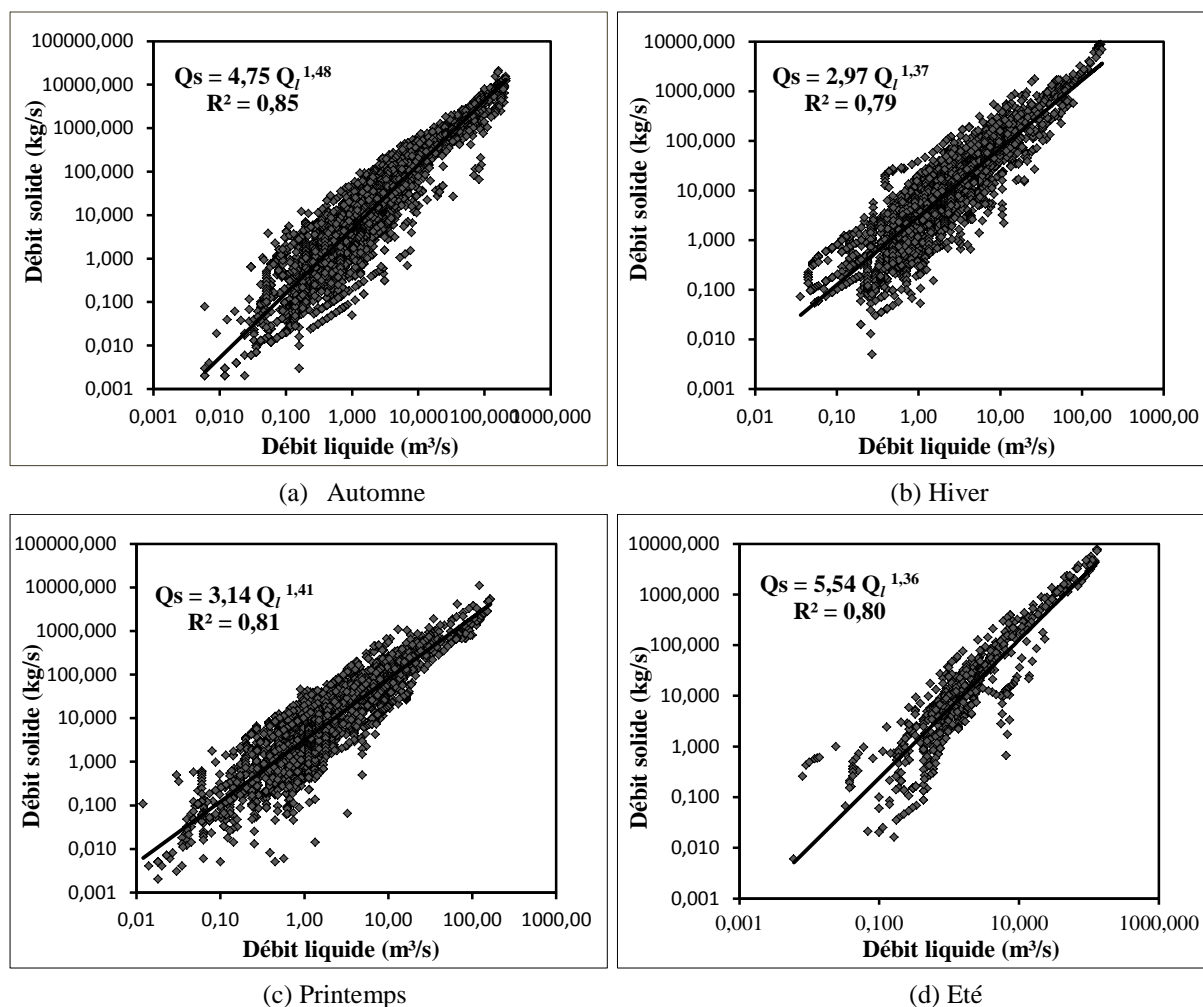 100000,000
10000,000
1000,000
100,000
10,000
1,000
0,100
0,010
0,001
Débit solide (kg/s)
Qs = 4,75 Ql 1,48
R² = 0,85
0,001 0,010 0,100 1,000 10,000 100,000 1000,000
Débit liquide (m³/s)
(a) Automne
10000,000
1000,000
100,000
10,000
1,000
0,100
0,010
0,001
Débit solide (kg/s)
Qs = 2,97 Ql 1,37
R² = 0,79
0,01 0,10 1,00 10,00 100,00 1000,00
Débit liquide (m³/s)
(b) Hiver
100000,000
10000,000
1000,000
100,000
10,000
1,000
0,100
0,010
0,001
Débit solide (kg/s)
Qs = 3,14 Ql 1,41
R² = 0,81
0,01 0,10 1,00 10,00 100,00 1000,00
Débit liquide (m³/s)
(c) Printemps
10000,000
1000,000
100,000
10,000
1,000
0,100
0,010
0,001
Débit solide (kg/s)
Qs = 5,54 Ql 1,36
R² = 0,80
0,001 0,100 10,000 1000,000
Débit liquide (m³/s)
(d) Eté